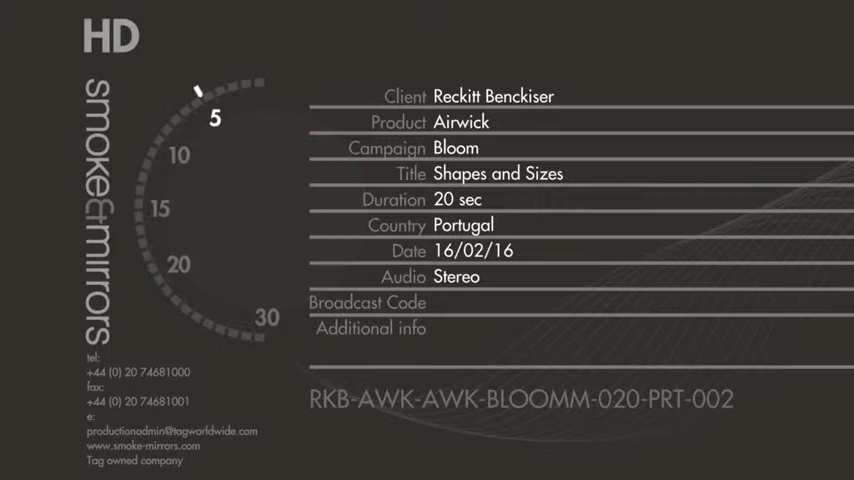 HD
smoke&mirrors
5
10
15
20
30
Client Reckitt Benckiser
Product Airwick
Campaign Bloom
Title Shapes and Sizes
Duration 20 sec
Country Portugal
Date 16/02/16
Audio Stereo
Broadcast Code
Additional info
RKB-AWK-AWK-BLOOMM-020-PRT-002
tel:
+44 (0) 20 74681000
fax:
+44 (0) 20 74681001
e:
productionadmin@tagworldwide.com
www.smoke-mirrors.com
Tag owned company